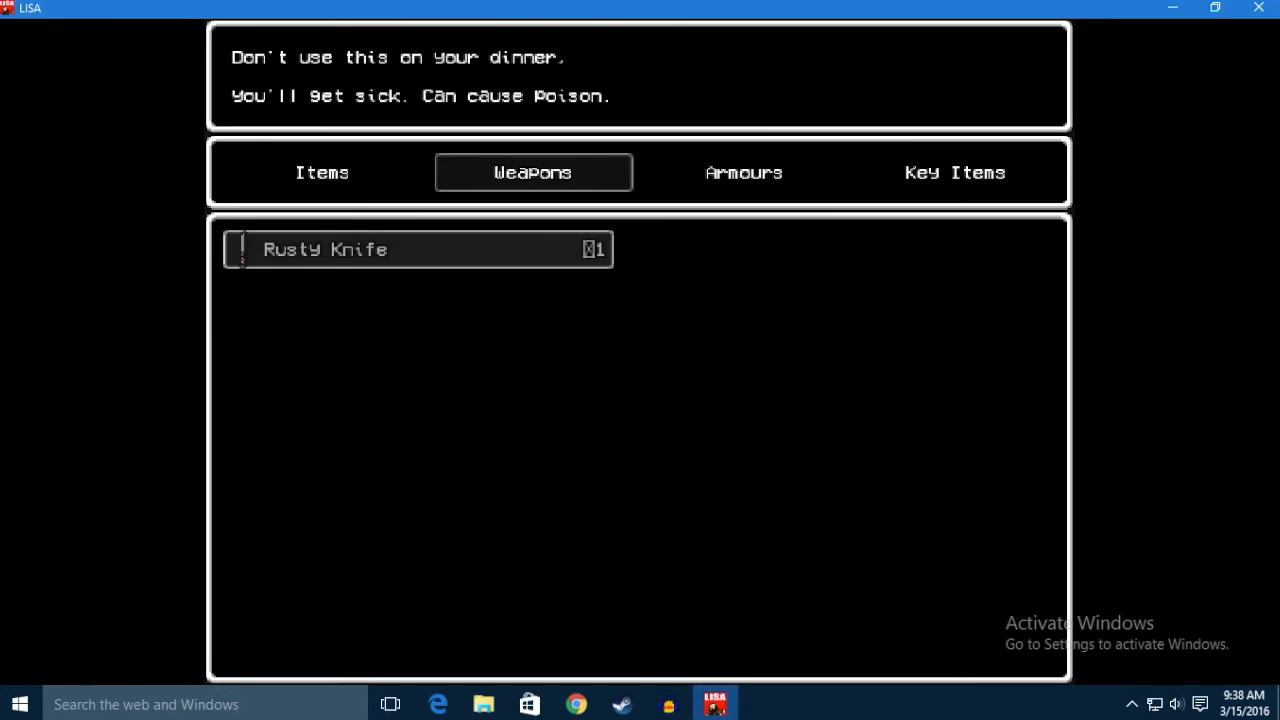 LISA
Don't use this on your dinner,
You'll get sick. Can cause Poison.
Items Weapons Armours Key Items
Rusty Knife 1
Activate Windows
Go to Settings to activate Windows.
Search the web and Windows
LISA
9:38 AM
3/15/2016